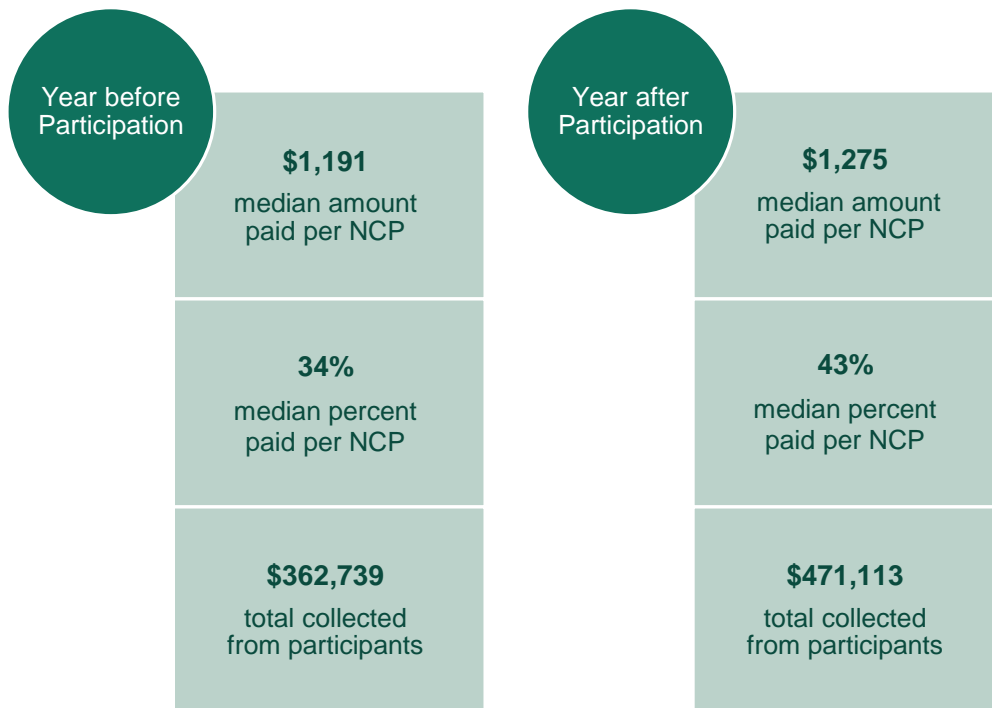 Year before
Participation
$1,191
median amount
paid per NCP
34%
median percent
paid per NCP
$362,739
total collected
from participants
Year after
Participation
$1,275
median amount
paid per NCP
43%
median percent
paid per NCP
$471,113
total collected
from participants